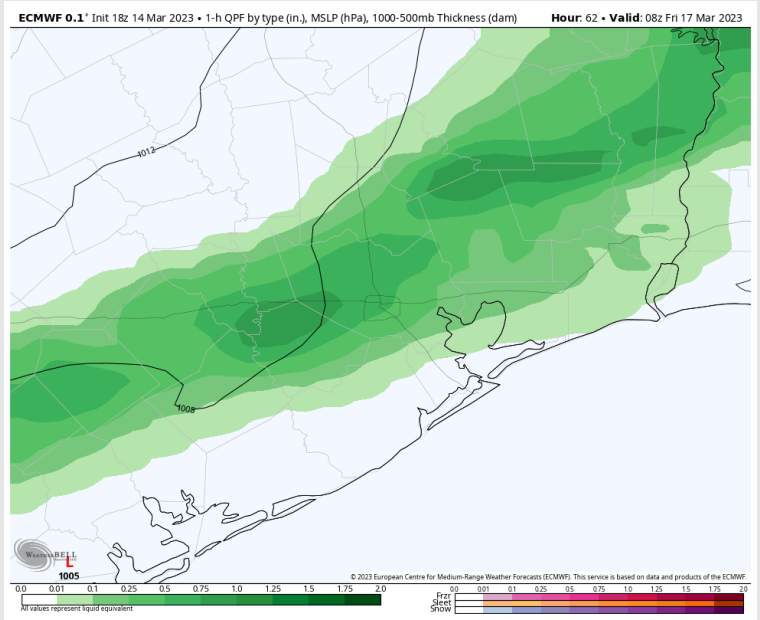 ECMWF 0.1° Init 18z 14 Mar 2023 • 1-h QPF by type (in.), MSLP (hPa), 1000-500mb Thickness (dam)
Hour: 62 • Valid: 08z Fri 17 Mar 2023
1012
1008
WEATHERBELL
L
1005
© 2023 European Centre for Medium-Range Weather Forecasts (ECMWF). This service is based on data and products of the ECMWF.
0.0 0.01 0.1 0.25 0.5 0.75 1.0 1.25 1.5 1.75 2.0
All values represent liquid equivalent
0.0 0.01 0.1 0.25 0.5 0.75 1.0 1.25 1.5 1.75 2.0
Frzr
Sleet
Snow